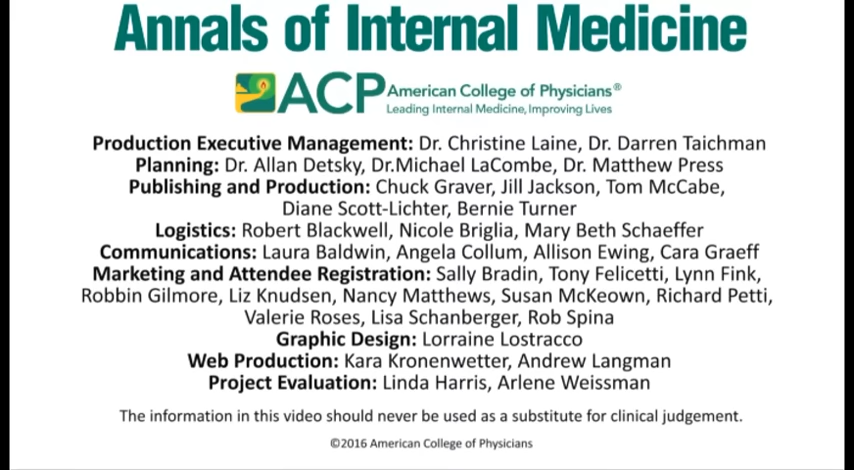 Annals of Internal Medicine
ACP American College of Physicians®
Leading Internal Medicine, Improving Lives
Production Executive Management: Dr. Christine Laine, Dr. Darren Taichman
Planning: Dr. Allan Detsky, Dr.Michael LaCombe, Dr. Matthew Press
Publishing and Production: Chuck Graver, Jill Jackson, Tom McCabe,
Diane Scott-Lichter, Bernie Turner
Logistics: Robert Blackwell, Nicole Briglia, Mary Beth Schaeffer
Communications: Laura Baldwin, Angela Collum, Allison Ewing, Cara Graeff
Marketing and Attendee Registration: Sally Bradin, Tony Felicetti, Lynn Fink,
Robbin Gilmore, Liz Knudsen, Nancy Matthews, Susan McKeown, Richard Petti,
Valerie Roses, Lisa Schanberger, Rob Spina
Graphic Design: Lorraine Lostracco
Web Production: Kara Kronenwetter, Andrew Langman
Project Evaluation: Linda Harris, Arlene Weissman
The information in this video should never be used as a substitute for clinical judgement.
©2016 American College of Physicians